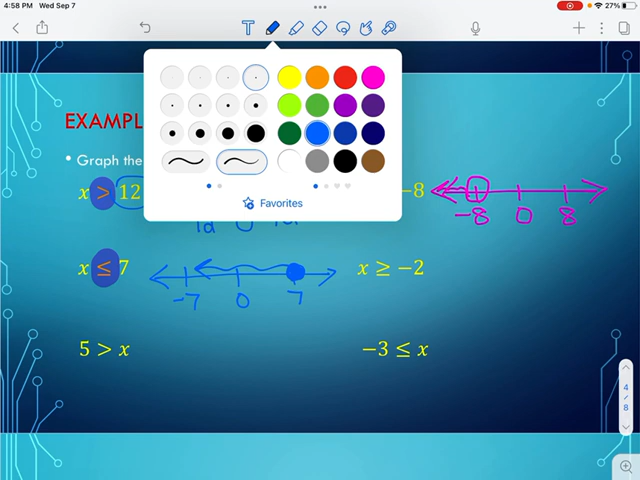 4:58 PM Wed Sep 7
27%
T
EXAMPL
• Graph the
x > 12
-8
-8 0 8
12 0
Favorites
x ≤ 7
-7 0 7
x ≥ −2
5 > x
−3 ≤ x
4
/
8